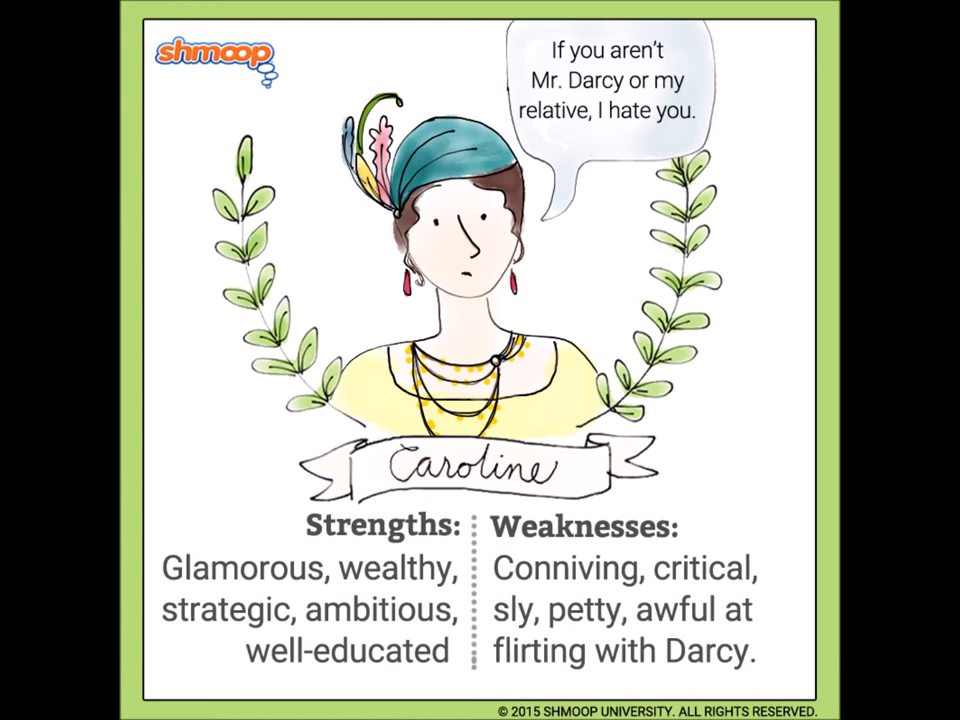 shmoop
If you aren't
Mr. Darcy or my
relative, I hate you.
Caroline
Strengths:
Glamorous, wealthy,
strategic, ambitious,
well-educated
Weaknesses:
Conniving, critical,
sly, petty, awful at
flirting with Darcy.
© 2015 SHMOOP UNIVERSITY. ALL RIGHTS RESERVED.